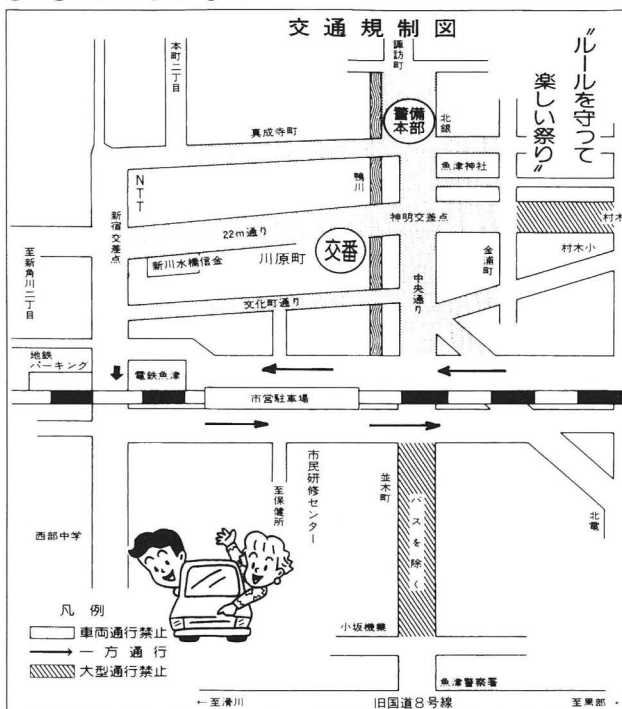 交通規制図
“ルールを守って
楽しい祭り”
本町二丁目
諏訪町
警備
本部
北銀
真成寺町
魚津神社
NTT
鴨川
新宿交差点
22m通り
神明交差点
村木
交番
村木小
至新角川二丁目
新川水橋信金
川原町
金浦町
中央通り
文化町通り
地鉄
パーキング
電鉄魚津
市営駐車場
市民研修センター
至保健所
並木町
バスを除く
北電
西部中学
小坂機業
凡例
車両通行禁止
一方通行
大型通行禁止
魚津警察署
←至滑川
旧国道8号線
至黒部